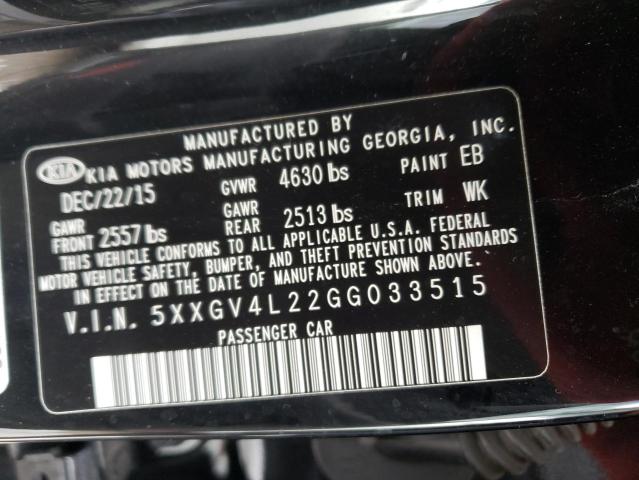 MANUFACTURED BY
KIA KIA MOTORS MANUFACTURING GEORGIA, INC.
DEC/22/15 GVWR 4630 lbs PAINT EB
GAWR FRONT 2557 lbs GAWR REAR 2513 lbs TRIM WK
THIS VEHICLE CONFORMS TO ALL APPLICABLE U.S.A. FEDERAL
MOTOR VEHICLE SAFETY, BUMPER, AND THEFT PREVENTION STANDARDS
IN EFFECT ON THE DATE OF MANUFACTURE SHOWN ABOVE.
V.I.N. 5XXGV4L22GG033515
PASSENGER CAR